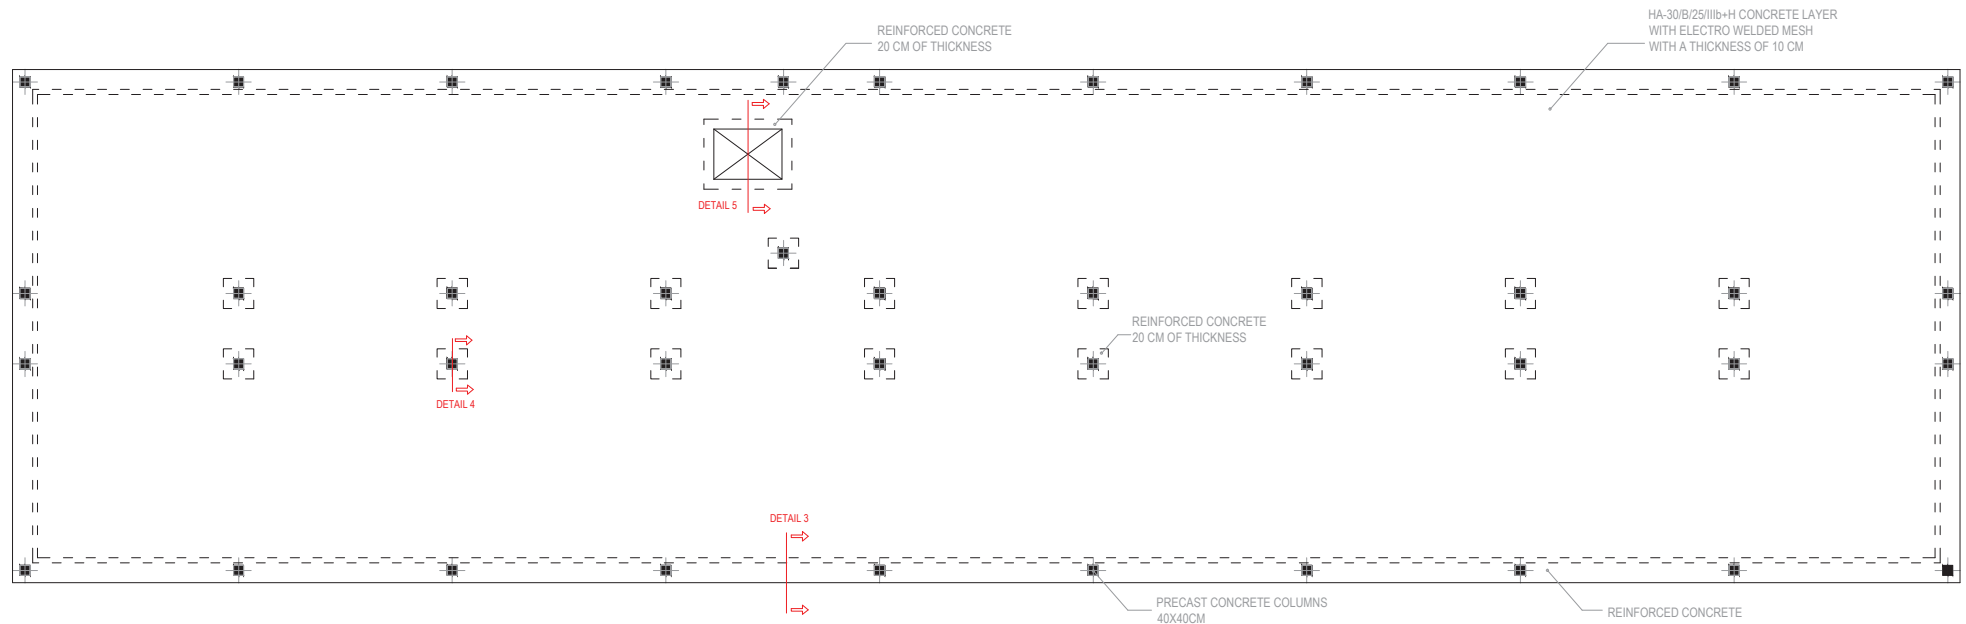 REINFORCED CONCRETE
20 CM OF THICKNESS
HA-30/B/25/IIIb+H CONCRETE LAYER
WITH ELECTRO WELDED MESH
WITH A THICKNESS OF 10 CM
DETAIL 5
REINFORCED CONCRETE
20 CM OF THICKNESS
DETAIL 4
DETAIL 3
PRECAST CONCRETE COLUMNS
40X40CM
REINFORCED CONCRETE